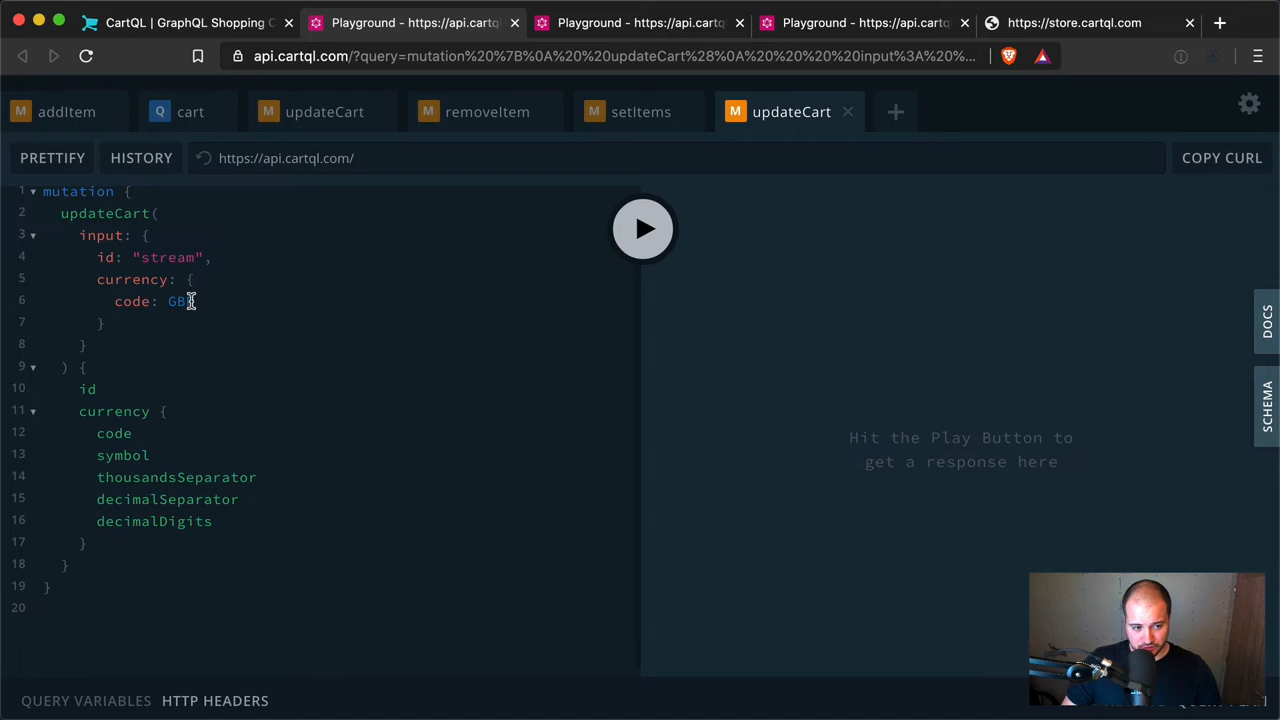 CartQL | GraphQL Shopping C
Playground - https://api.cartql
Playground - https://api.cartql.
Playground - https://api.cartql.
https://store.cartql.com
api.cartql.com/?query=mutation%20%7B%0A%20%20updateCart%28%0A%20%20%20%20input%3A%20%...
M addItem
Q cart
M updateCart
M removeItem
M setItems
M updateCart
PRETTIFY
HISTORY
https://api.cartql.com/
COPY CURL
1 mutation {
2 updateCart(
3 input: {
4 id: "stream",
5 currency: {
6 code: GB
7 }
8 }
9 ) {
10 id
11 currency {
12 code
13 symbol
14 thousandsSeparator
15 decimalSeparator
16 decimalDigits
17 }
18 }
19 }
20
Hit the Play Button to
get a response here
DOCS
SCHEMA
QUERY VARIABLES
HTTP HEADERS